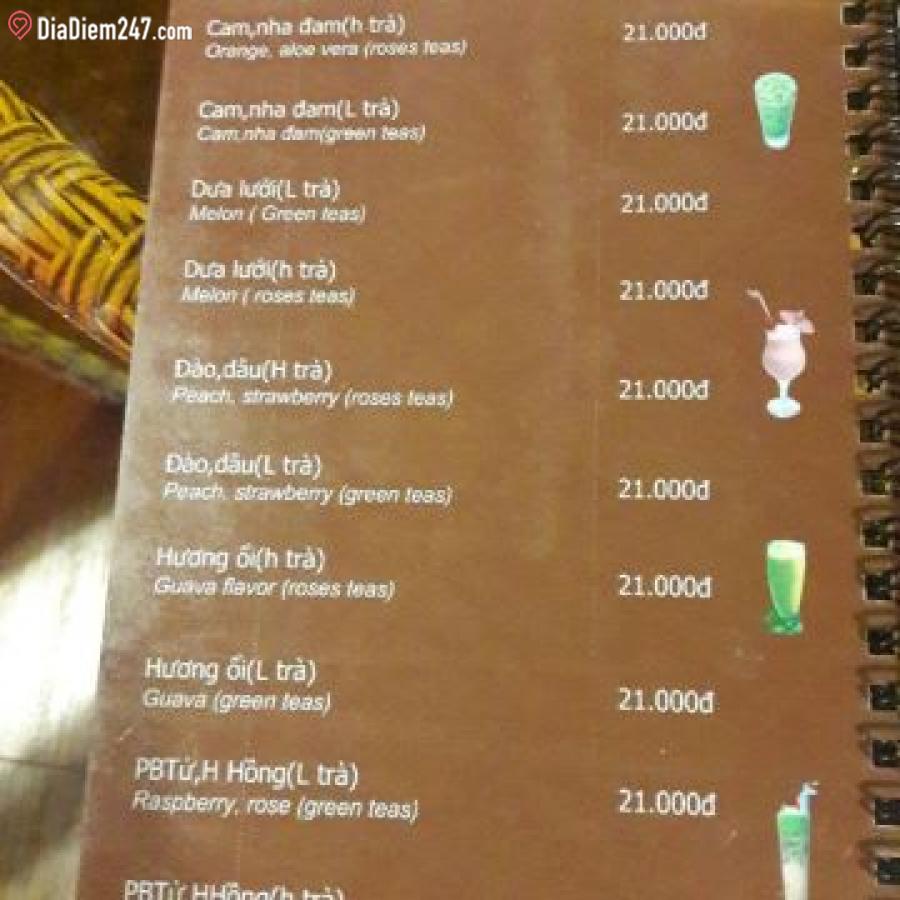 DiaDiem247.com
Cam,nha đam(h trà) 21.000đ
Orange, aloe vera (roses teas)
Cam,nha đam(L trà) 21.000đ
Cam,nha đam(green teas)
Dưa lưới(L trà) 21.000đ
Melon ( Green teas)
Dưa lưới(h trà) 21.000đ
Melon ( roses teas)
Đào,dâu(H trà) 21.000đ
Peach, strawberry (roses teas)
Đào,dâu(L trà) 21.000đ
Peach, strawberry (green teas)
Hương ổi(h trà) 21.000đ
Guava flavor (roses teas)
Hương ổi(L trà) 21.000đ
Guava (green teas)
PBTử,H Hồng(L trà) 21.000đ
Raspberry, rose (green teas)
PBTử,HHồng(h trà)